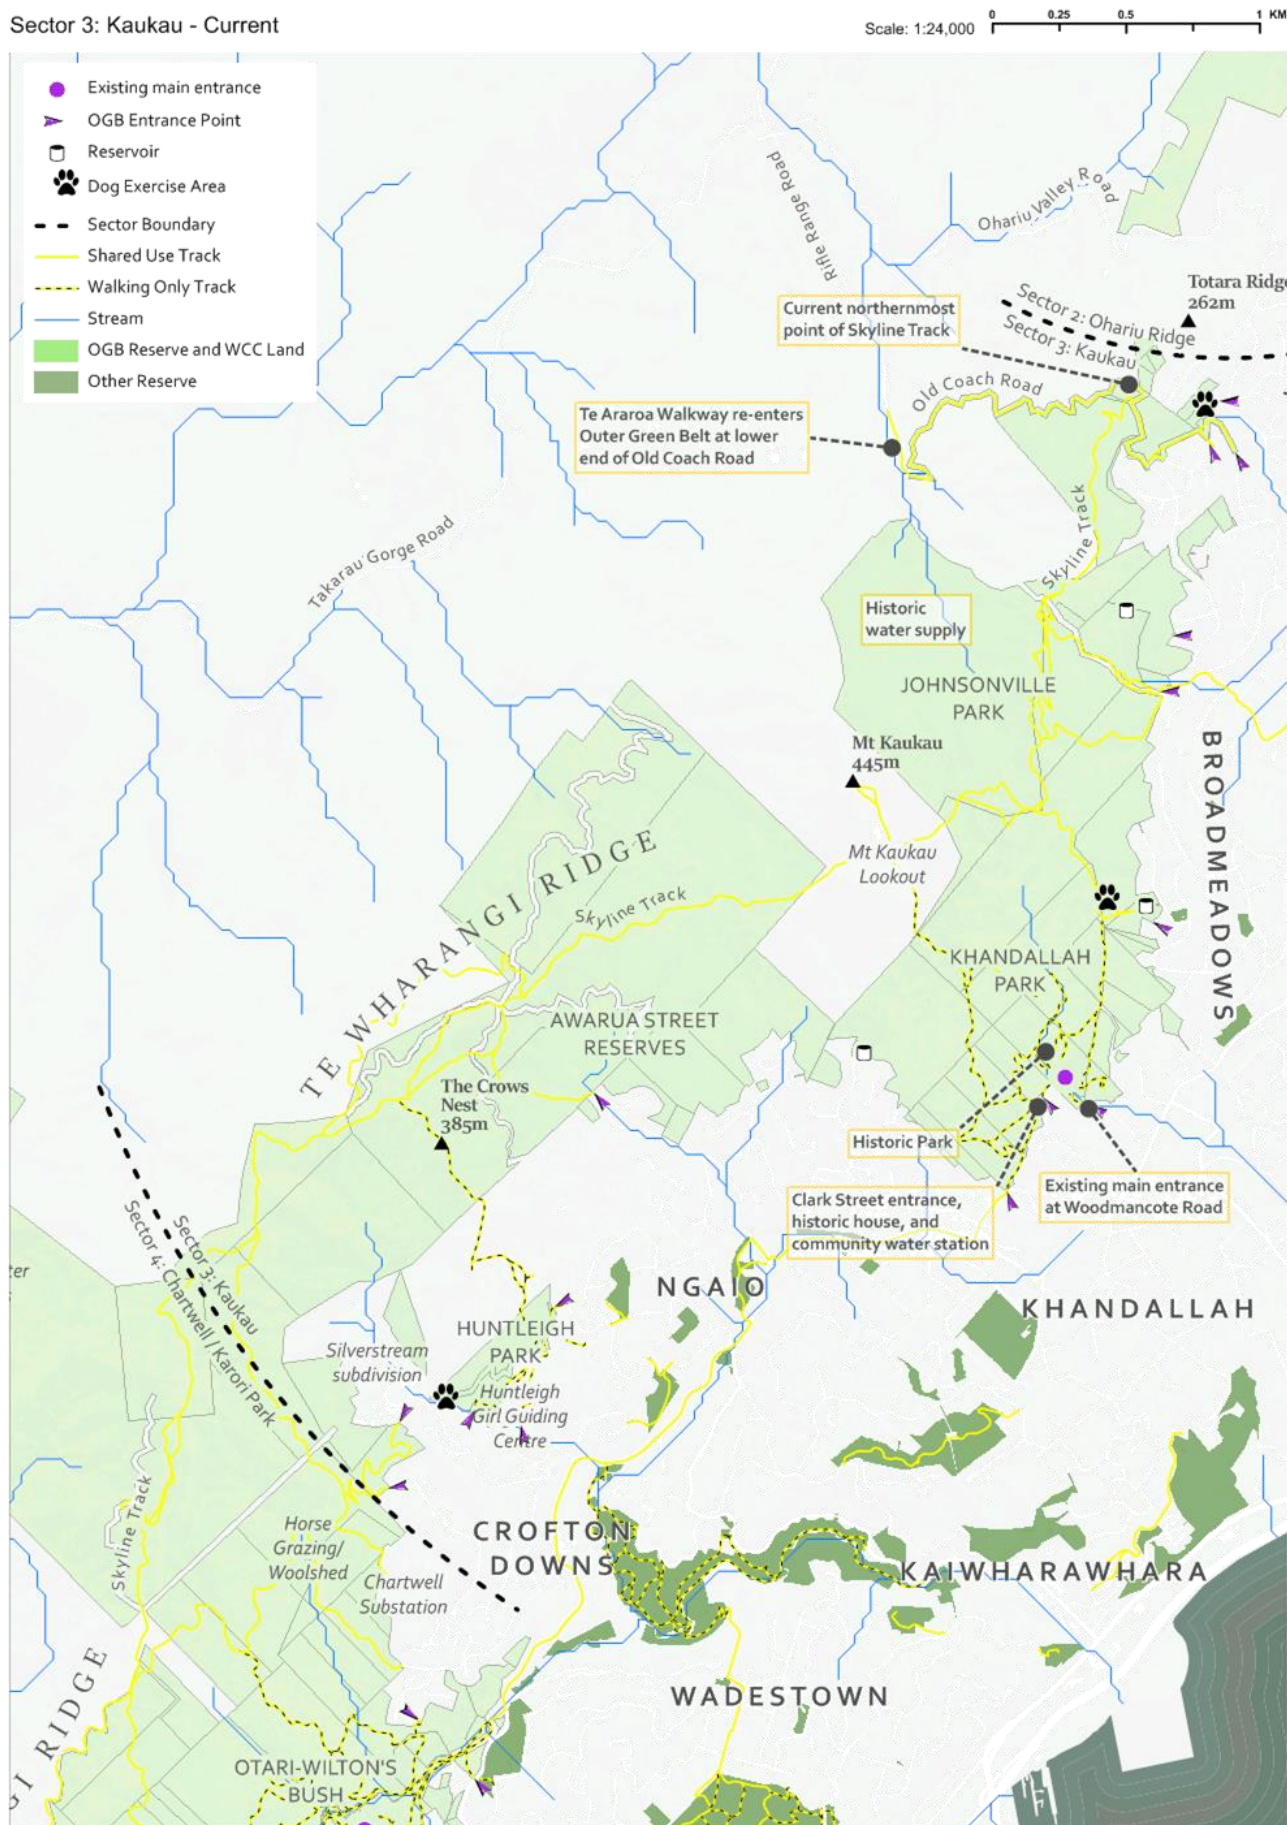 Sector 3: Kaukau - Current
Scale: 1:24,000
0 0.25 0.5 1 KM
Existing main entrance
OGB Entrance Point
Reservoir
Dog Exercise Area
Sector Boundary
Shared Use Track
Walking Only Track
Stream
OGB Reserve and WCC Land
Other Reserve
Rifle Range Road
Ohariu Valley Road
Totara Ridge
262m
Sector 2: Ohariu Ridge
Sector 3: Kaukau
Current northernmost
point of Skyline Track
Old Coach Road
Te Araroa Walkway re-enters
Outer Green Belt at lower
end of Old Coach Road
Skyline Track
Takarau Gorge Road
Historic
water supply
JOHNSONVILLE
PARK
Mt Kaukau
445m
BROADMEADOWS
Mt Kaukau
Lookout
TE WHARANGI RIDGE
Skyline Track
KHANDALLAH
PARK
AWARUA STREET
RESERVES
The Crows
Nest
385m
Historic Park
Clark Street entrance,
historic house, and
community water station
Existing main entrance
at Woodmancote Road
Sector 3: Kaukau
Sector 4: Chartwell / Karori Park
ter
NGAIO
KHANDALLAH
HUNTLEIGH
PARK
Silverstream
subdivision
Huntleigh
Girl Guiding
Centre
Skyline Track
Horse
Grazing/
Woolshed
Chartwell
Substation
CROFTON
DOWNS
KAIWHARAWHARA
WADESTOWN
GI RIDGE
OTARI-WILTON'S
BUSH